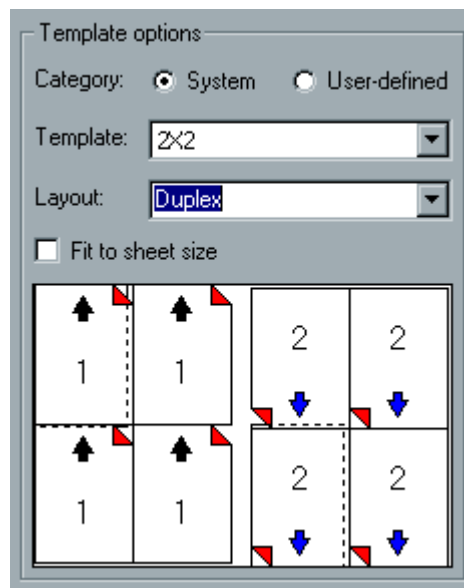 Template options
Category: System User-defined
Template: 2X2
Layout: Duplex
Fit to sheet size
1 1 2 2
1 1 2 2